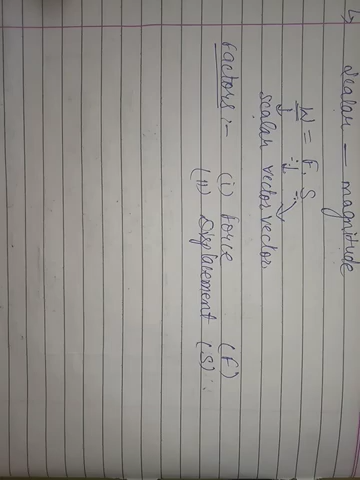 ↳ Scalar — magnitude
W = F. S
scalar vector vector
Factors :- (i) force (F)
(ii) Displacement (S) :